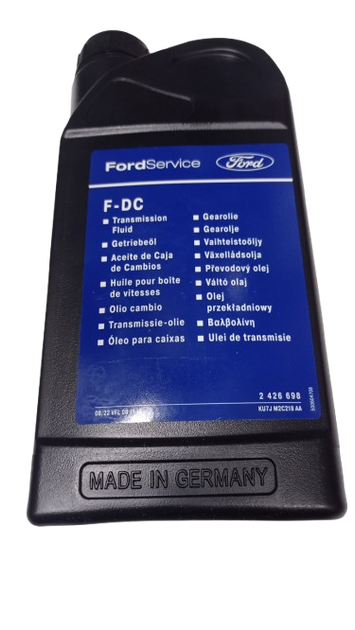 FordService Ford
F-DC
Transmission
Fluid
Getriebeöl
Aceite de Caja
de Cambios
Huile pour boîte
de vitesses
Olio cambio
Transmissie-olie
Óleo para caixas
Gearolie
Gearolje
Vaihteistoöljy
Växellådsolja
Převodový olej
Váltó olaj
Olej
przekładniowy
Βαλβολίνη
Ulei de transmisie
2 426 698
KU7J M2C218 AA
MADE IN GERMANY